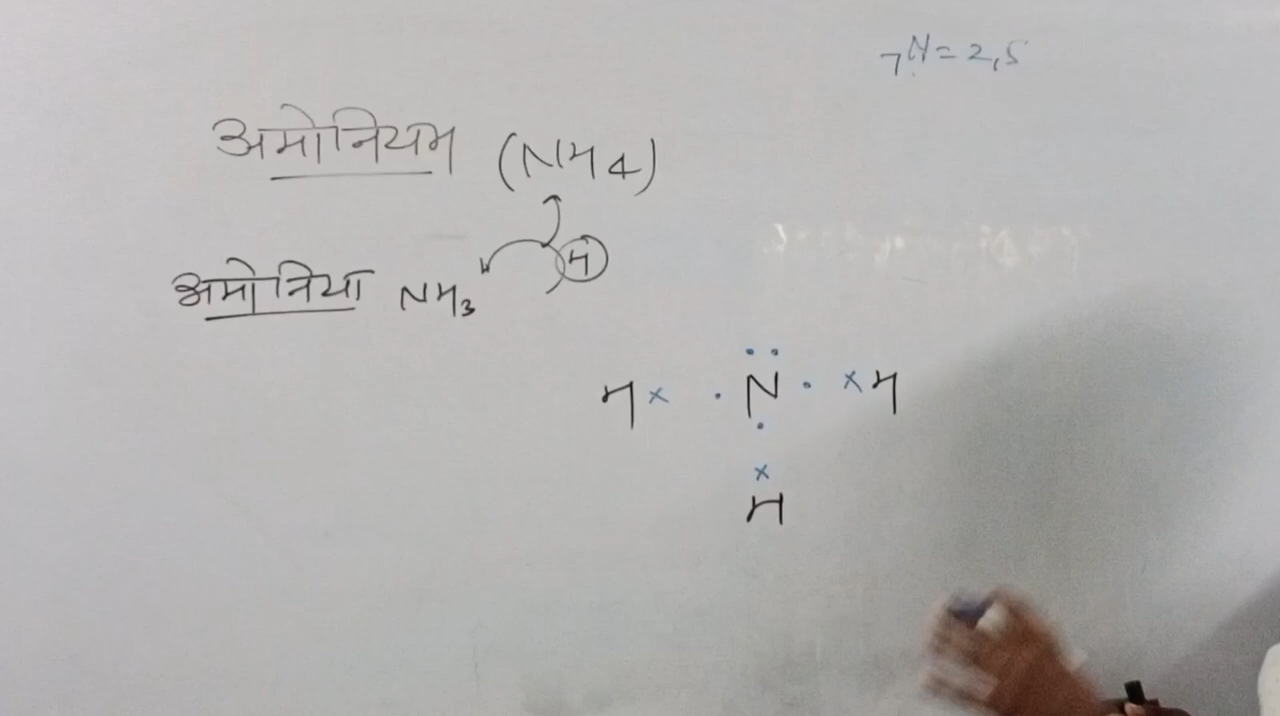 ₇N = 2,5
अमोनियम (NH4)
H
अमोनिया NH₃
H × · N · × H
×
H